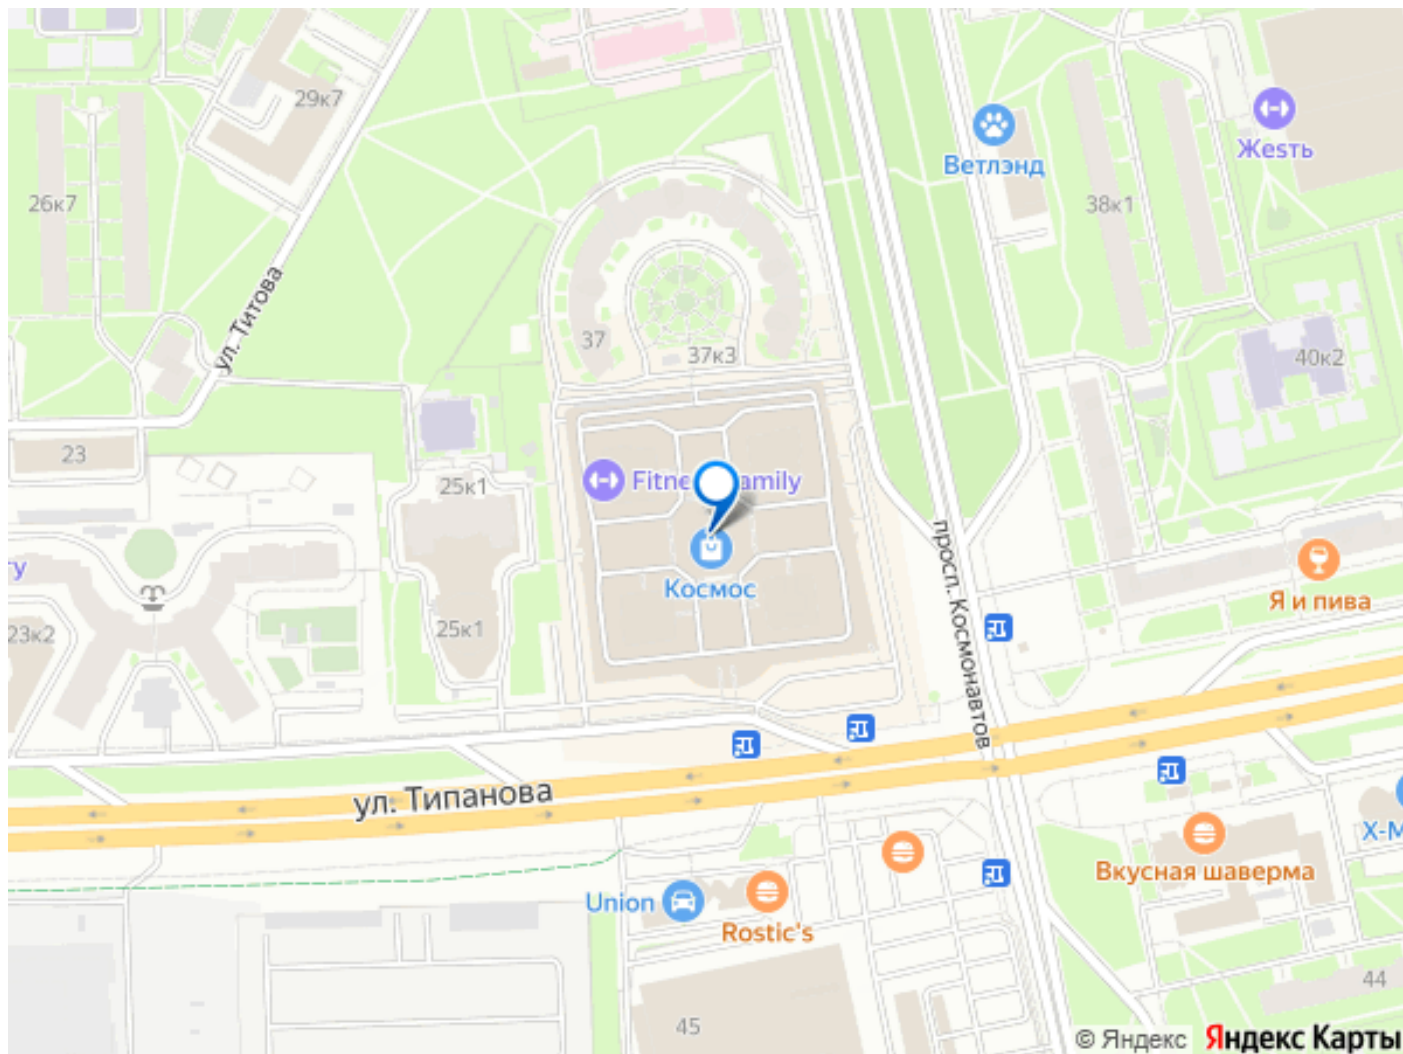 29к7
Жесть
Ветлэнд
26к7
38к1
ул. Титова
37
37к3
40к2
23
25к1
Fitne
amily
Космос
просп. Космонавтов
Я и пива
ry
23к2
25к1
ул. Типанова
X-M
Вкусная шаверма
Union
Rostic's
44
45
© Яндекс Яндекс Карты